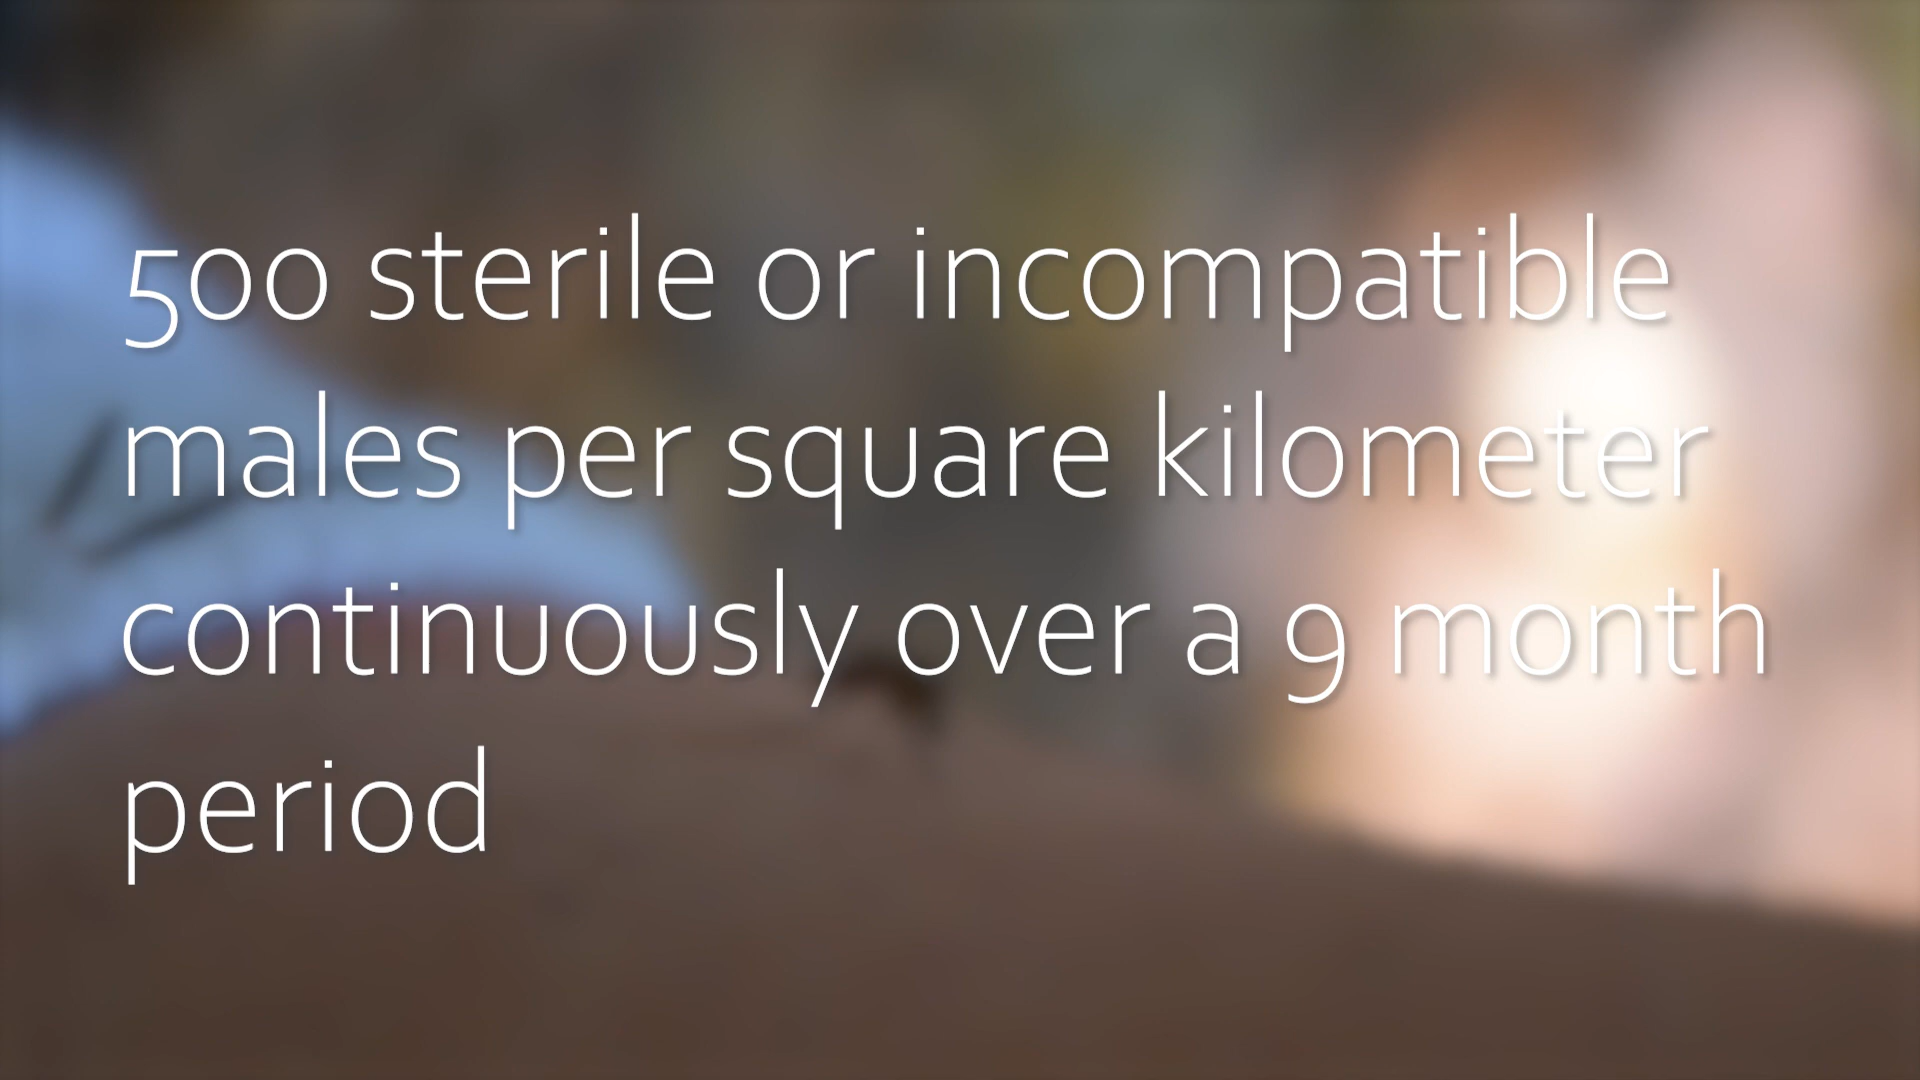 500 sterile or incompatible
males per square kilometer
continuously over a 9 month
period